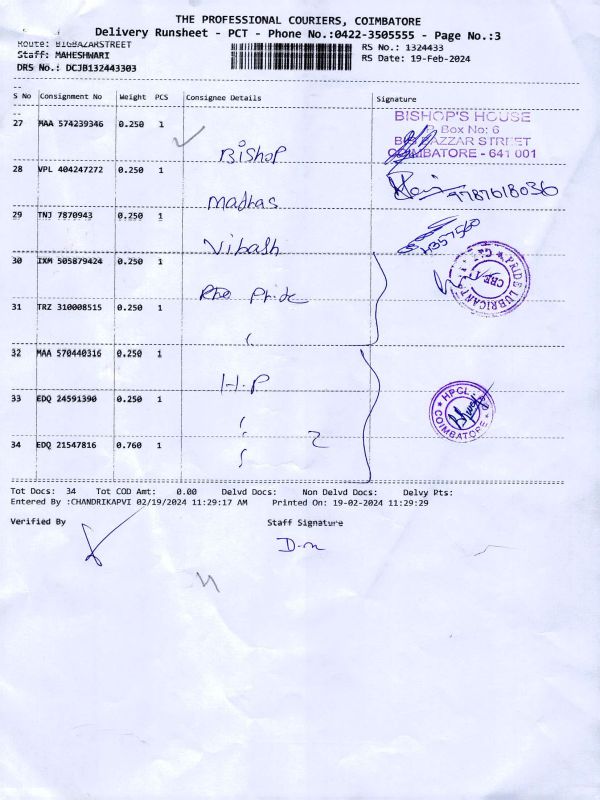 THE PROFESSIONAL COURIERS, COIMBATORE
Delivery Runsheet - PCT - Phone No.:0422-3505555 - Page No.:3
Route: BIGBAZARSTREET
RS No.: 1324433
Staff: MAHESHWARI
RS Date: 19-Feb-2024
DRS No.: DCJB132443303
S No Consignment No Weight PCS Consignee Details Signature
27 MAA 574239346 0.250 1 Bishop
BISHOP'S HOUSE
P. Box No: 6
BIG BAZZAR STREET
COIMBATORE - 641 001
28 VPL 404247272 0.250 1 Madhas
9787618036
29 TNJ 7870943 0.250 1 Vikash
30 IXM 505879424 0.250 1 Pride
PRIDE LUBRICANT
CBE
31 TRZ 310008515 0.250 1
32 MAA 570440316 0.250 1 H.P
33 EDQ 24591390 0.250 1
HPCL
COIMBATORE
34 EDQ 21547816 0.760 1
Tot Docs: 34 Tot COD Amt: 0.00 Delvd Docs: Non Delvd Docs: Delvy Pts:
Entered By :CHANDRIKAPVI 02/19/2024 11:29:17 AM Printed On: 19-02-2024 11:29:29
Verified By Staff Signature